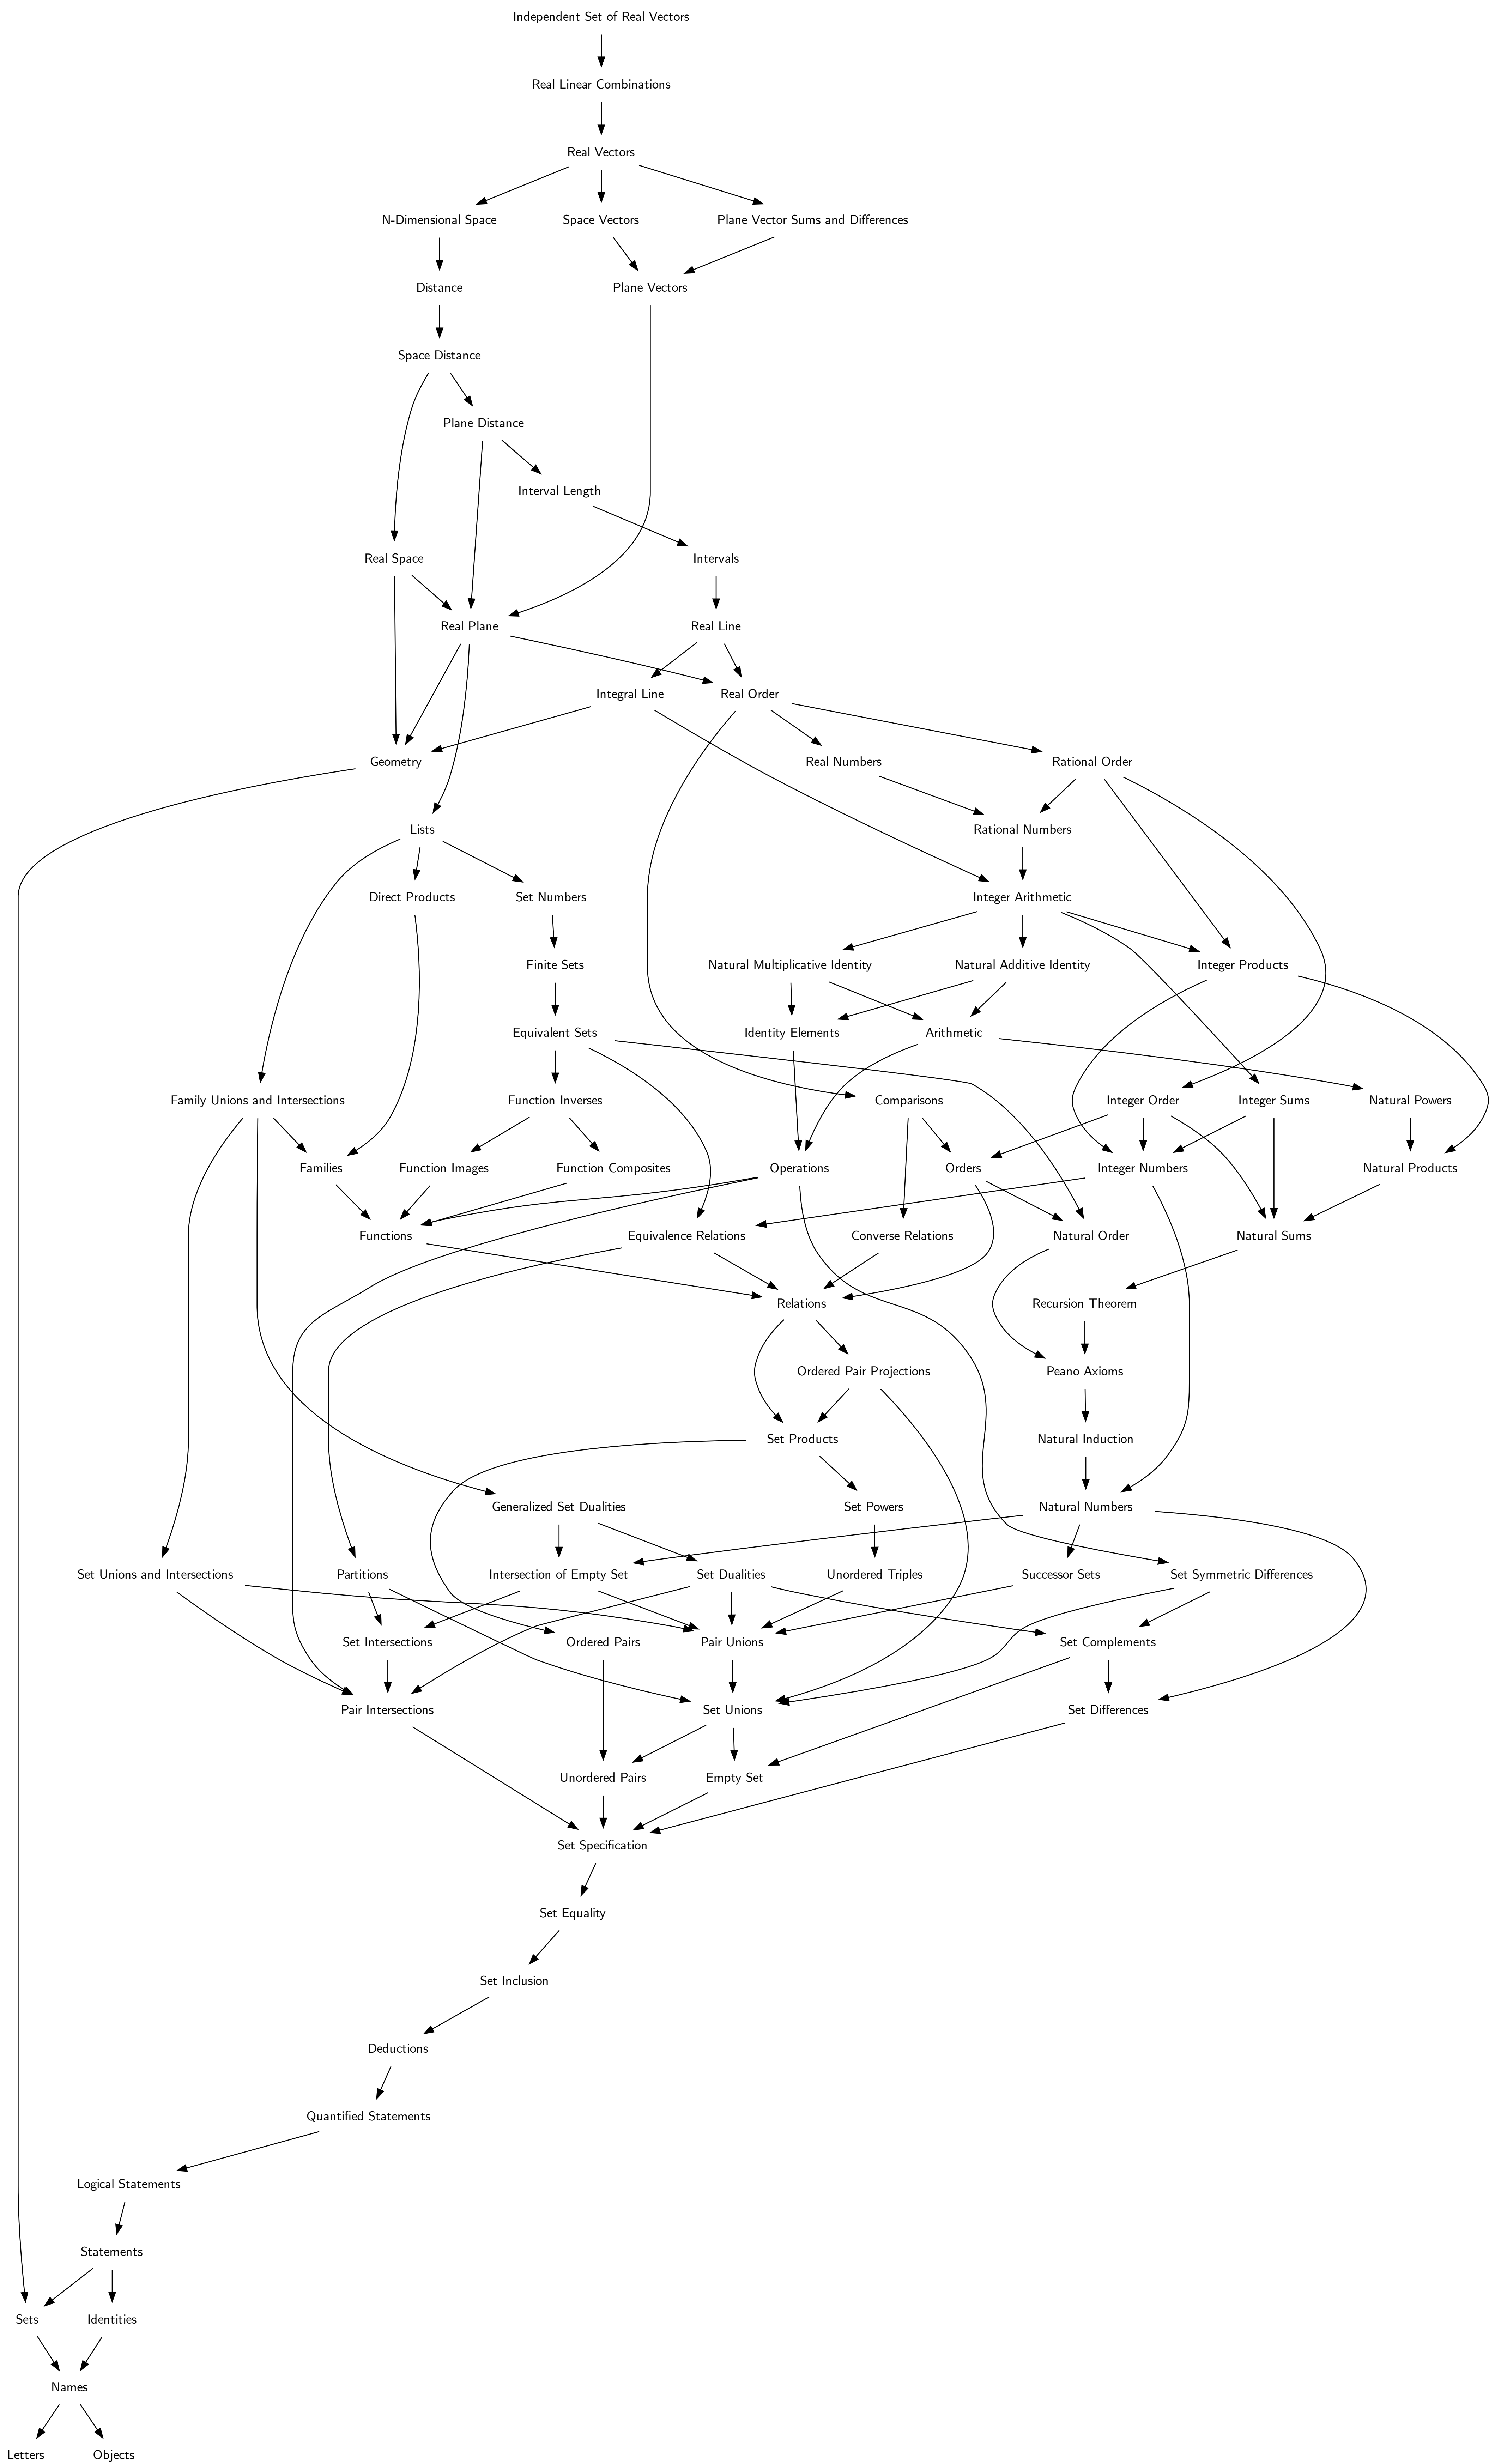 Independent Set of Real Vectors
Real Linear Combinations
Real Vectors
N-Dimensional Space
Space Vectors
Plane Vector Sums and Differences
Distance
Plane Vectors
Space Distance
Plane Distance
Interval Length
Real Space
Intervals
Real Plane
Real Line
Integral Line
Real Order
Geometry
Real Numbers
Rational Order
Lists
Rational Numbers
Direct Products
Set Numbers
Integer Arithmetic
Finite Sets
Natural Multiplicative Identity
Natural Additive Identity
Integer Products
Equivalent Sets
Identity Elements
Arithmetic
Family Unions and Intersections
Function Inverses
Comparisons
Integer Order
Integer Sums
Natural Powers
Families
Function Images
Function Composites
Operations
Orders
Integer Numbers
Natural Products
Functions
Equivalence Relations
Converse Relations
Natural Order
Natural Sums
Relations
Recursion Theorem
Ordered Pair Projections
Peano Axioms
Set Products
Natural Induction
Generalized Set Dualities
Set Powers
Natural Numbers
Set Unions and Intersections
Partitions
Intersection of Empty Set
Set Dualities
Unordered Triples
Successor Sets
Set Symmetric Differences
Set Intersections
Ordered Pairs
Pair Unions
Set Complements
Pair Intersections
Set Unions
Set Differences
Unordered Pairs
Empty Set
Set Specification
Set Equality
Set Inclusion
Deductions
Quantified Statements
Logical Statements
Statements
Sets
Identities
Names
Letters
Objects